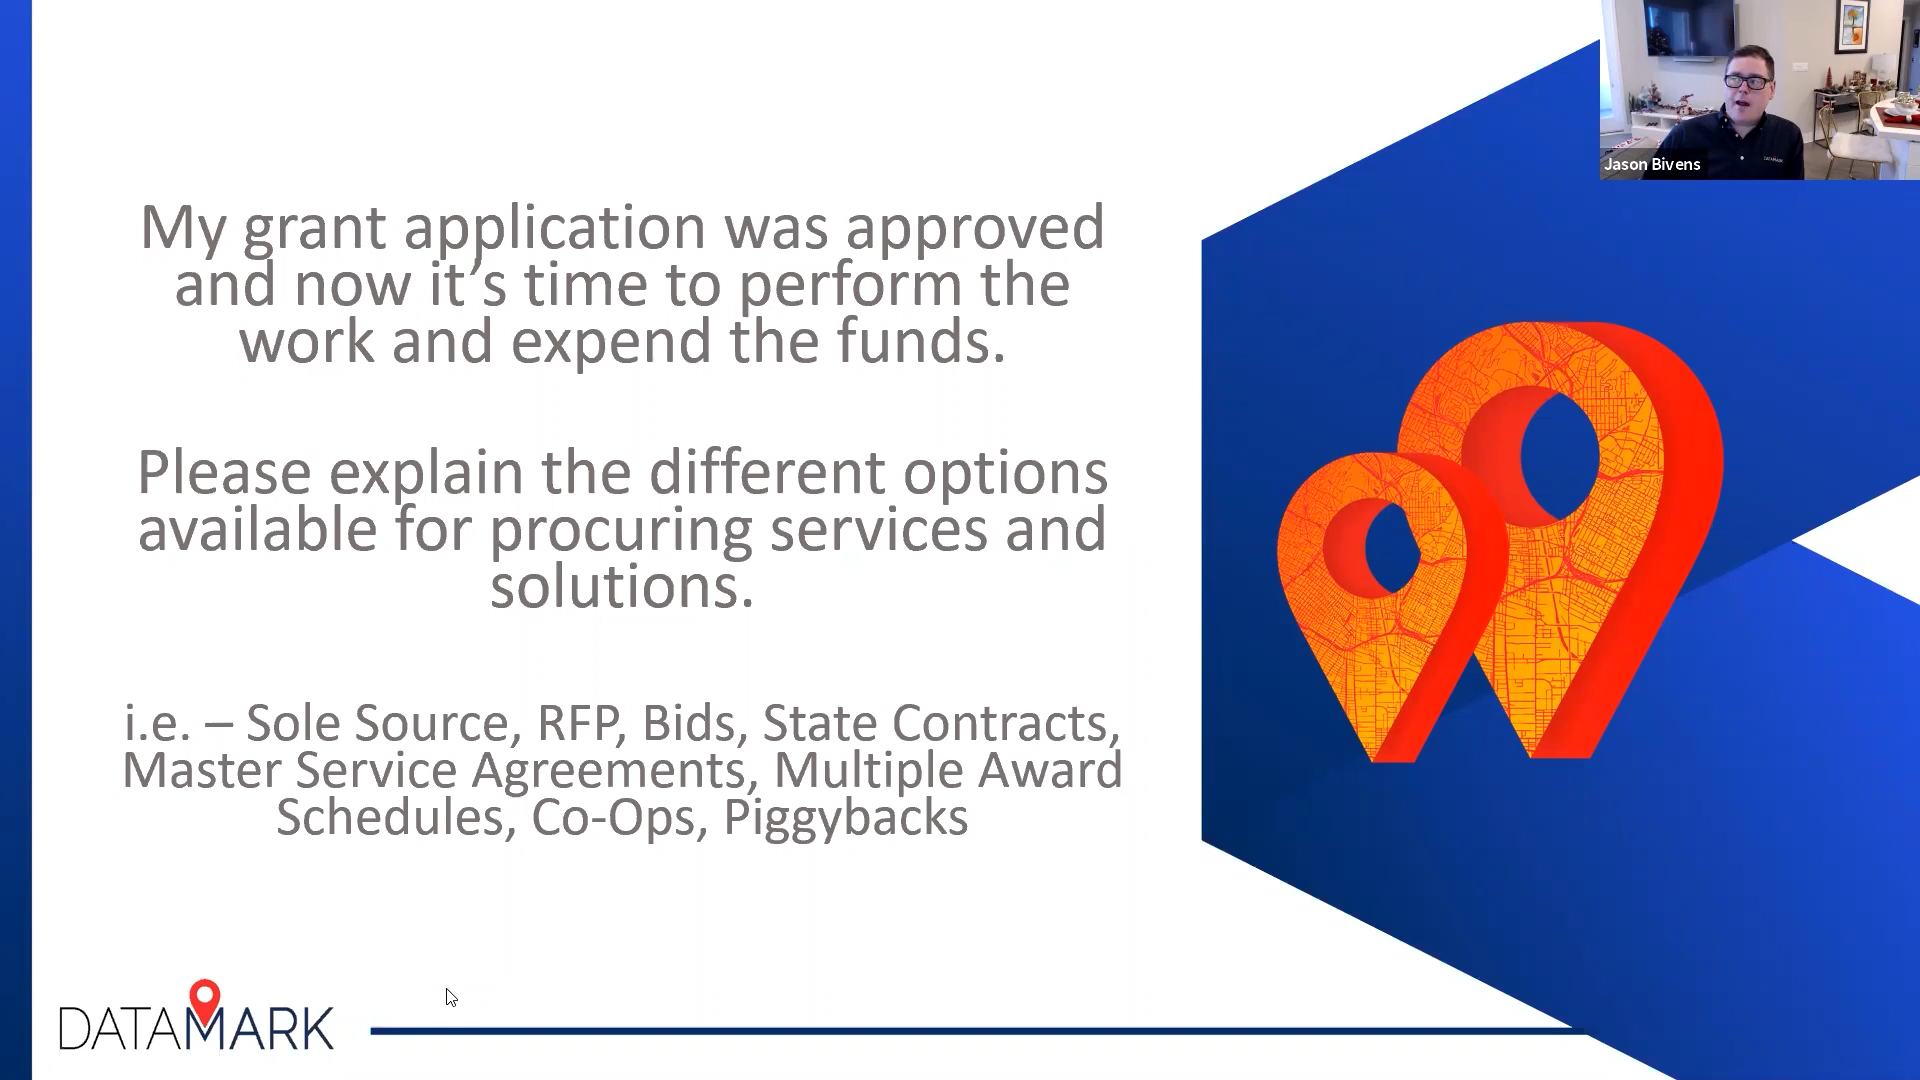 My grant application was approved
and now it's time to perform the
work and expend the funds.
Please explain the different options
available for procuring services and
solutions.
i.e. – Sole Source, RFP, Bids, State Contracts,
Master Service Agreements, Multiple Award
Schedules, Co-Ops, Piggybacks
DATAMARK
Jason Bivens
DATAMARK